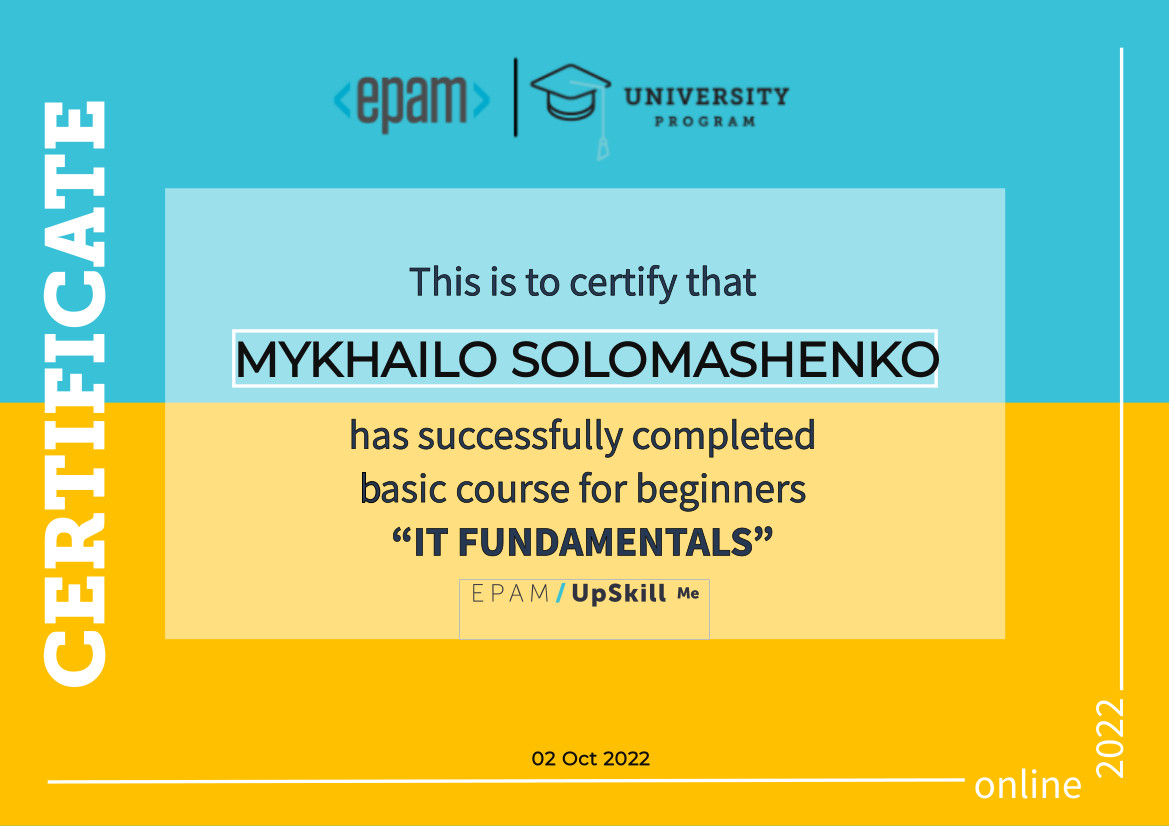 <epam> | UNIVERSITY
PROGRAM
CERTIFICATE
This is to certify that
MYKHAILO SOLOMASHENKO
has successfully completed
basic course for beginners
“IT FUNDAMENTALS”
EPAM / UpSkill Me
02 Oct 2022
online
2022